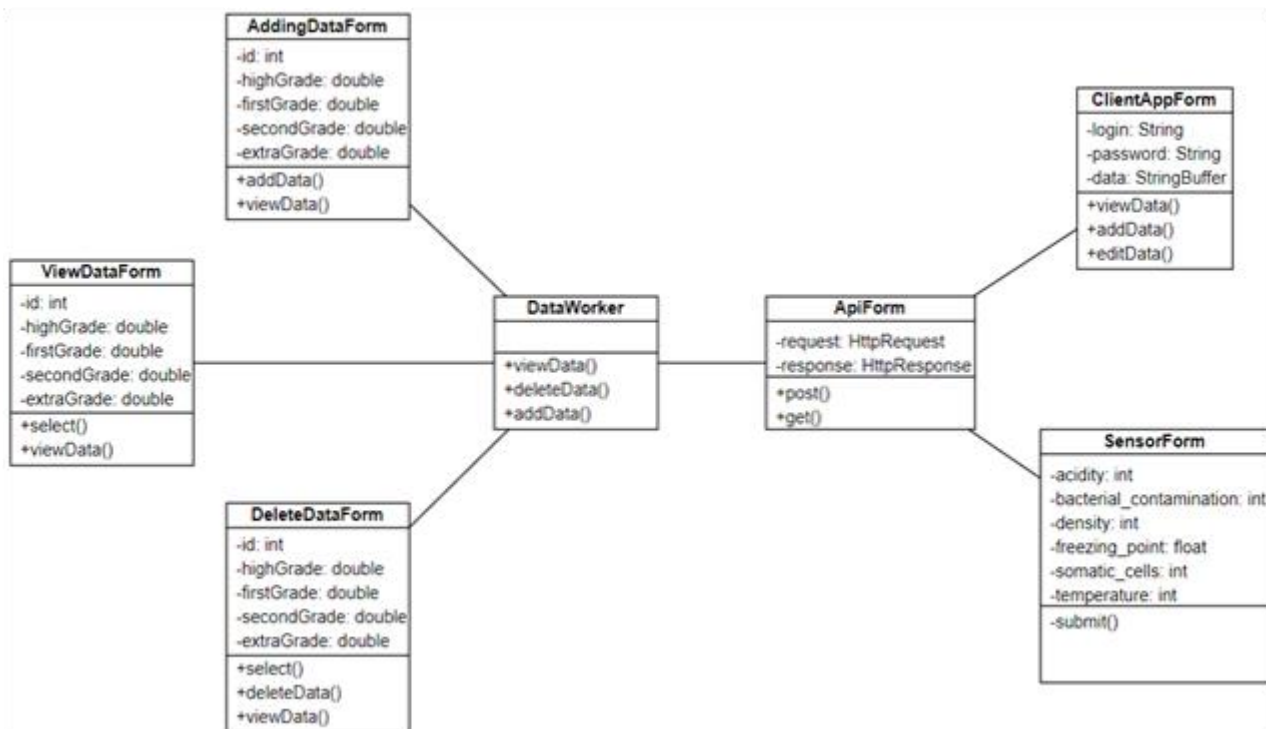 AddingDataForm
-id: int
-highGrade: double
-firstGrade: double
-secondGrade: double
-extraGrade: double
+addData()
+viewData()
ViewDataForm
-id: int
-highGrade: double
-firstGrade: double
-secondGrade: double
-extraGrade: double
+select()
+viewData()
DeleteDataForm
-id: int
-highGrade: double
-firstGrade: double
-secondGrade: double
-extraGrade: double
+select()
+deleteData()
+viewData()
DataWorker
+viewData()
+deleteData()
+addData()
ApiForm
-request: HttpRequest
-response: HttpResponse
+post()
+get()
ClientAppForm
-login: String
-password: String
-data: StringBuffer
+viewData()
+addData()
+editData()
SensorForm
-acidity: int
-bacterial_contamination: int
-density: int
-freezing_point: float
-somatic_cells: int
-temperature: int
-submit()